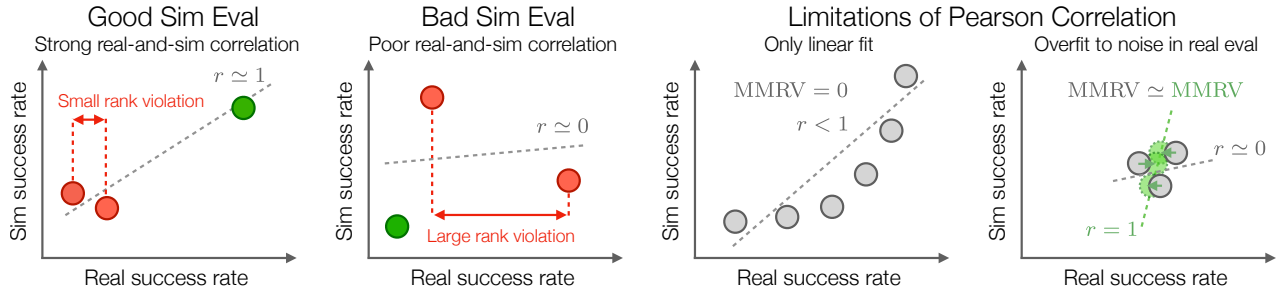 Good Sim Eval
Strong real-and-sim correlation
r ≃ 1
Small rank violation
Sim success rate
Real success rate
Bad Sim Eval
Poor real-and-sim correlation
r ≃ 0
Large rank violation
Sim success rate
Real success rate
Limitations of Pearson Correlation
Only linear fit
MMRV = 0
r < 1
Sim success rate
Real success rate
Overfit to noise in real eval
MMRV ≃ MMRV
r ≃ 0
r = 1
Sim success rate
Real success rate